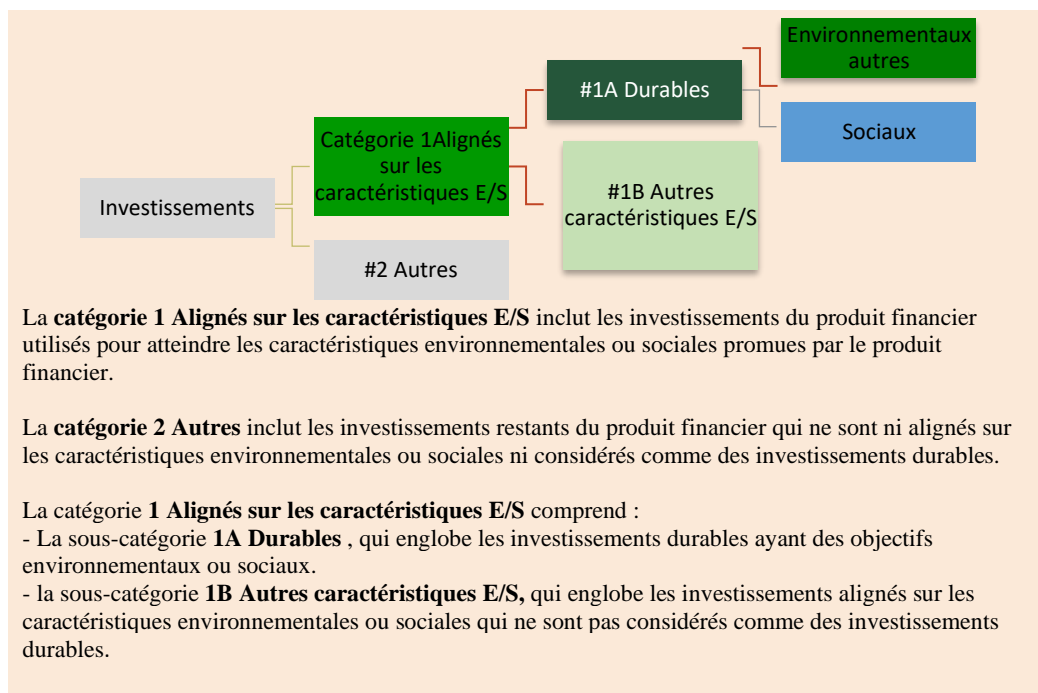 Environnementaux
autres
#1A Durables
Sociaux
Catégorie 1Alignés
sur les
caractéristiques E/S
#1B Autres
caractéristiques E/S
Investissements
#2 Autres
La catégorie 1 Alignés sur les caractéristiques E/S inclut les investissements du produit financier
utilisés pour atteindre les caractéristiques environnementales ou sociales promues par le produit
financier.
La catégorie 2 Autres inclut les investissements restants du produit financier qui ne sont ni alignés sur
les caractéristiques environnementales ou sociales ni considérés comme des investissements durables.
La catégorie 1 Alignés sur les caractéristiques E/S comprend :
- La sous-catégorie 1A Durables , qui englobe les investissements durables ayant des objectifs
environnementaux ou sociaux.
- la sous-catégorie 1B Autres caractéristiques E/S, qui englobe les investissements alignés sur les
caractéristiques environnementales ou sociales qui ne sont pas considérés comme des investissements
durables.